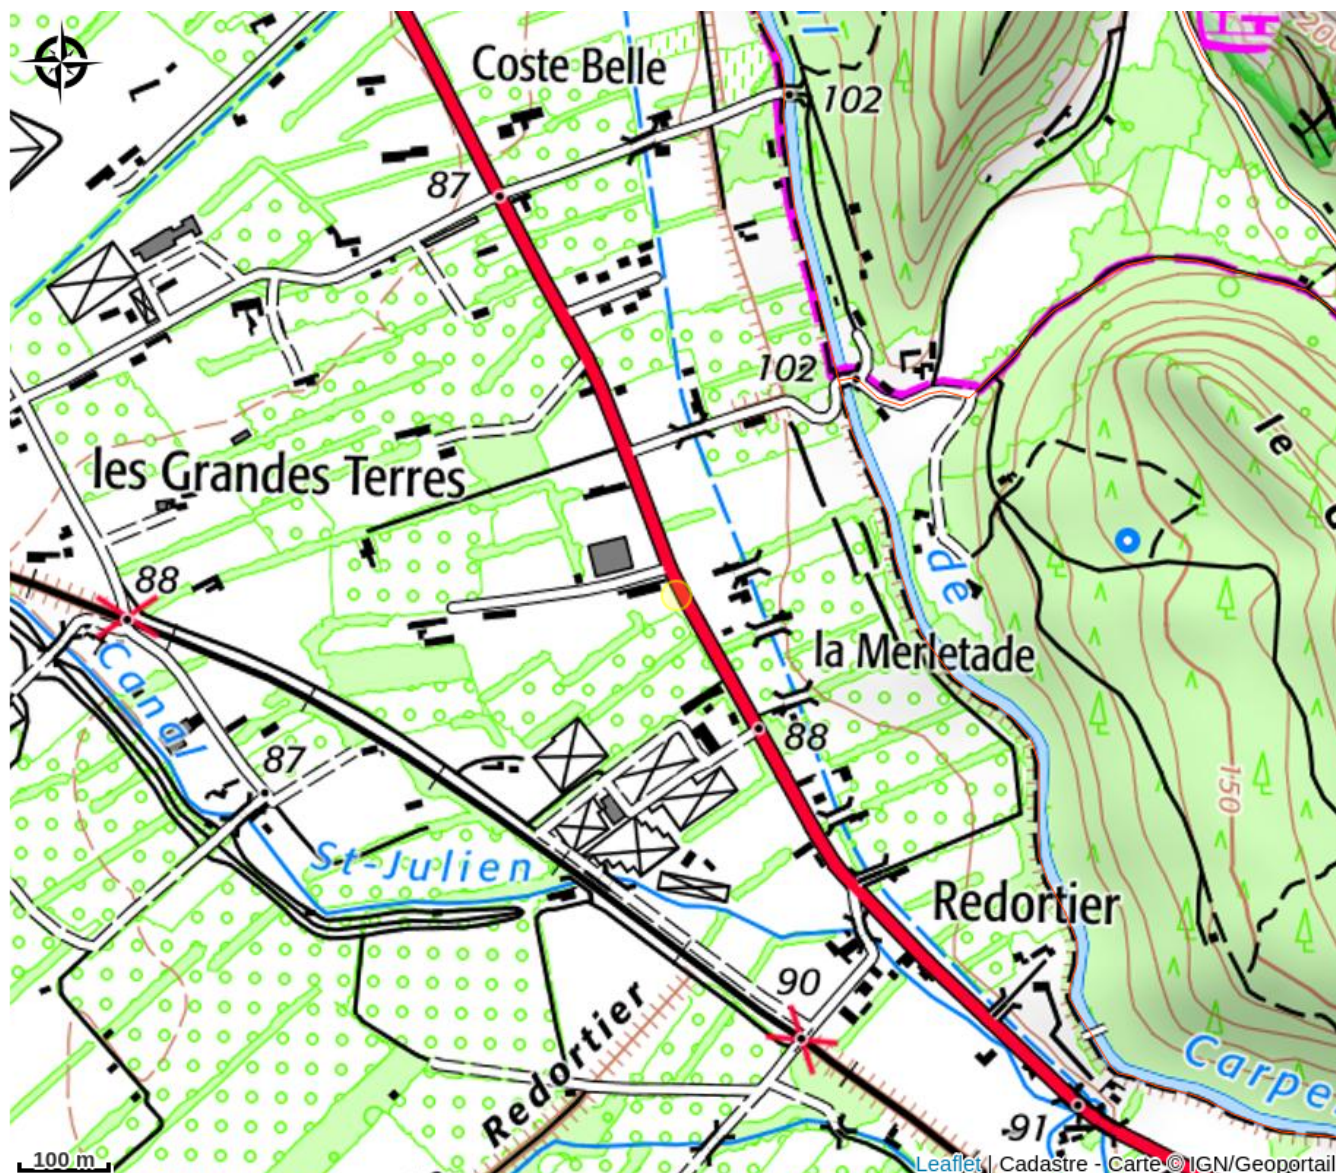 Coste Belle
102
87
102
le
les Grandes Terres
88
de
la Merletade
Canal
88
87
150
St-Julien
Redortier
90
Redortier
Carpe
91
100 m
Leaflet | Cadastre - Carte © IGN/Geoportail